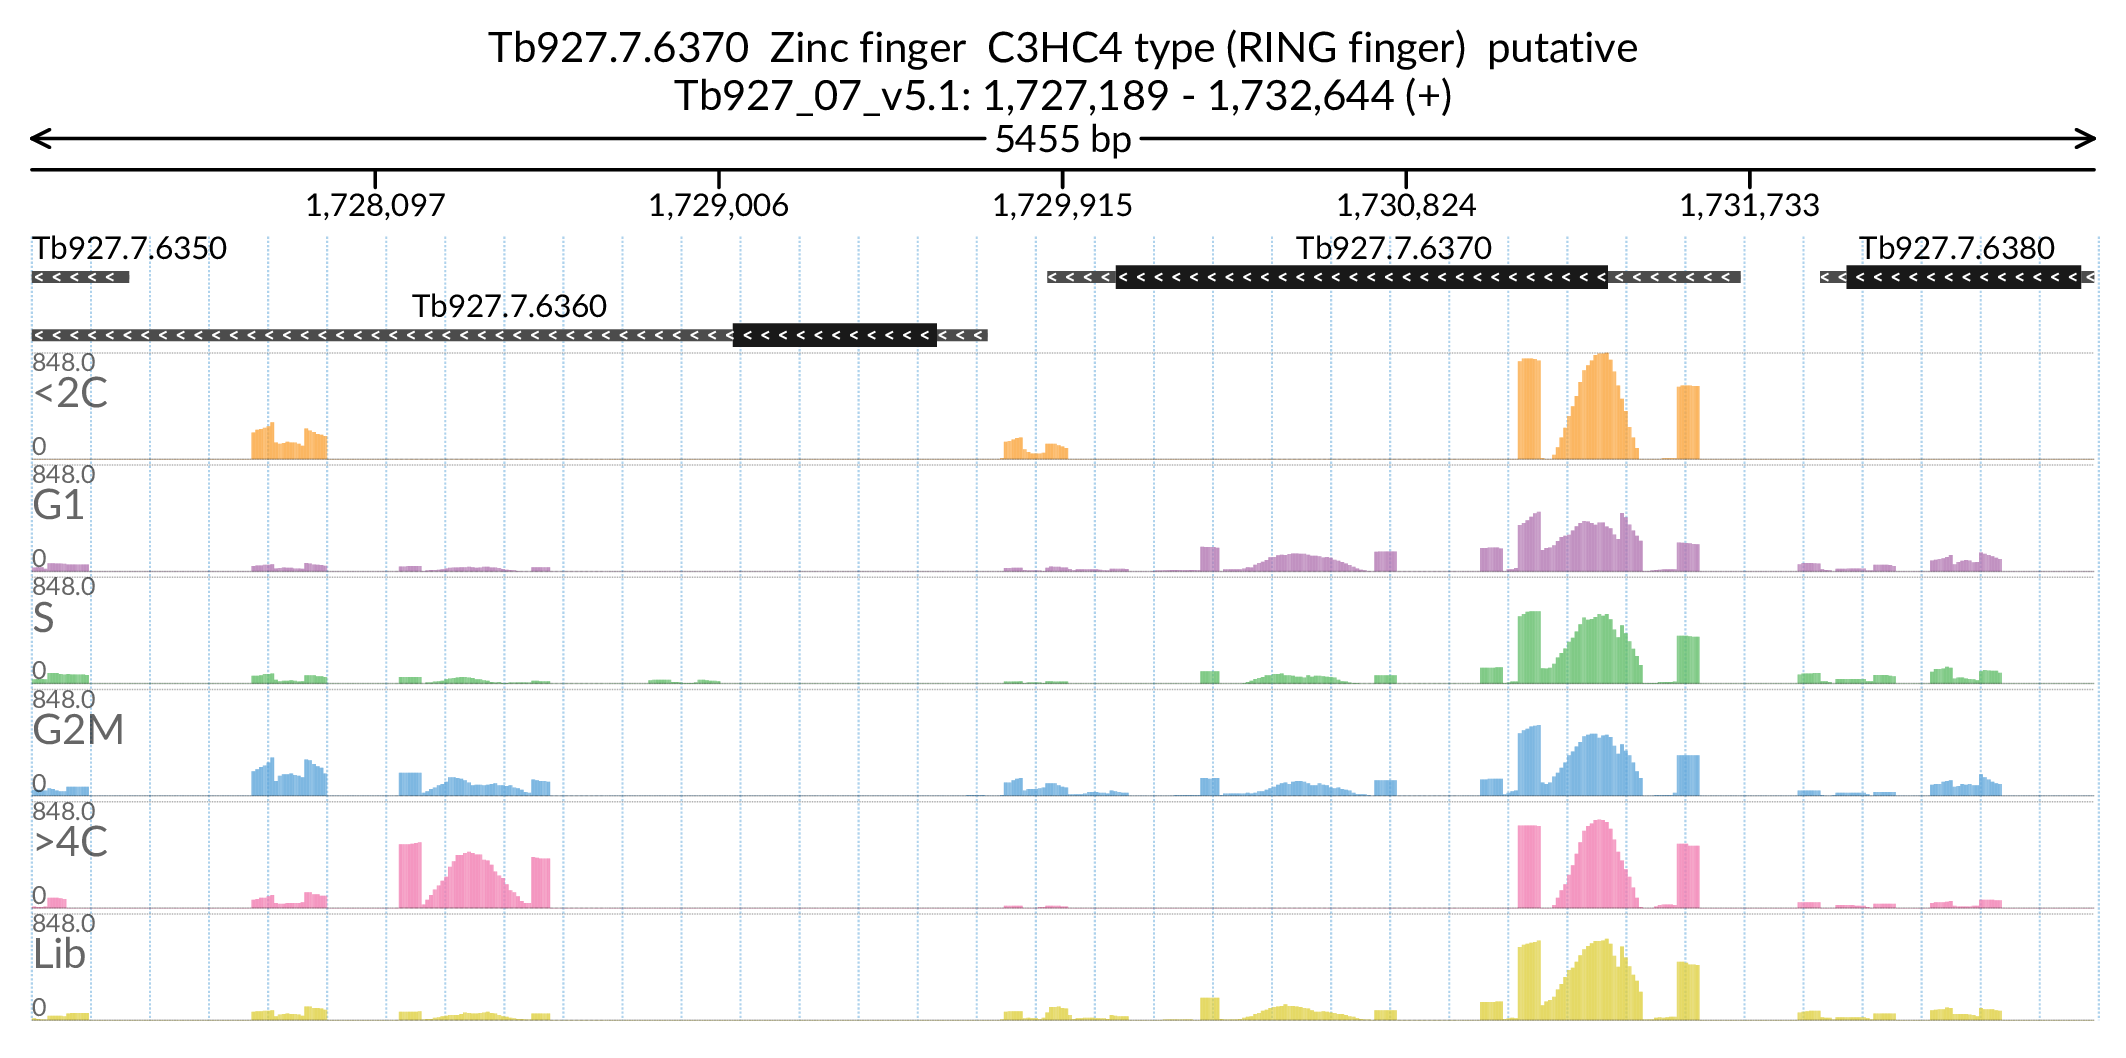 Tb927.7.6370 Zinc finger C3HC4 type (RING finger) putative
Tb927_07_v5.1: 1,727,189 - 1,732,644 (+)
5455 bp
1,728,097 1,729,006 1,729,915 1,730,824 1,731,733
Tb927.7.6350 Tb927.7.6370 Tb927.7.6380
Tb927.7.6360
848.0
<2C
0
848.0
G1
0
848.0
S
0
848.0
G2M
0
848.0
>4C
0
848.0
Lib
0